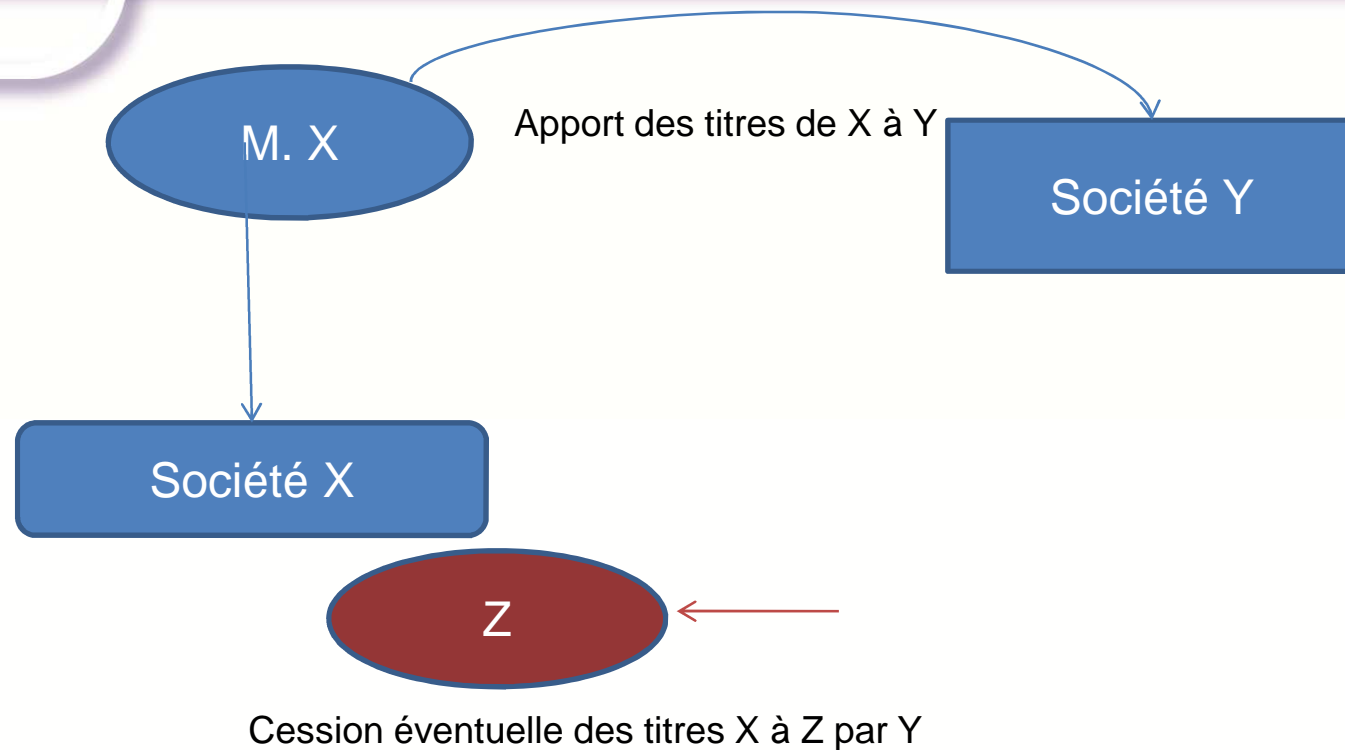 M. X
Apport des titres de X à Y
Société Y
Société X
Z
Cession éventuelle des titres X à Z par Y